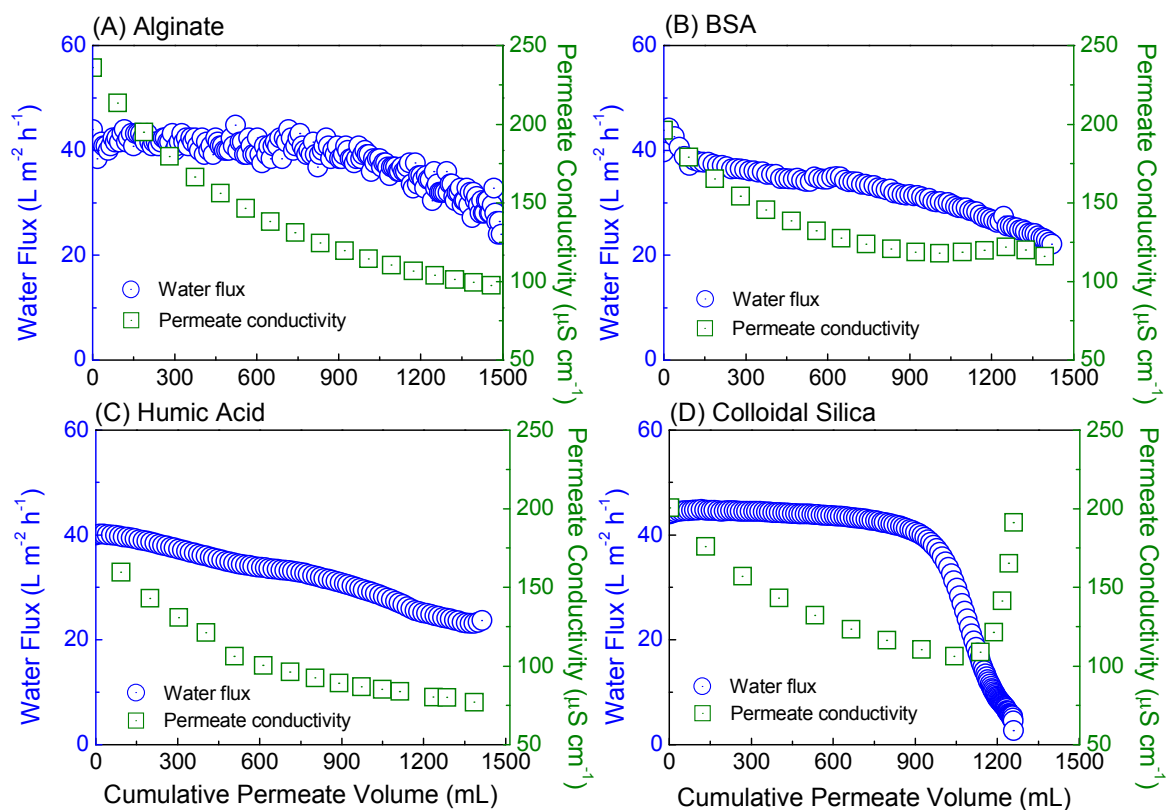 (A) Alginate
60
40
20
0
Water Flux (L m⁻² h⁻¹)
250
200
150
100
50
Permeate Conductivity (μS cm⁻¹)
Water flux
Permeate conductivity
0 300 600 900 1200 1500
(B) BSA
60
40
20
0
Water Flux (L m⁻² h⁻¹)
250
200
150
100
50
Permeate Conductivity (μS cm⁻¹)
Water flux
Permeate conductivity
0 300 600 900 1200 1500
(C) Humic Acid
60
40
20
0
Water Flux (L m⁻² h⁻¹)
250
200
150
100
50
Permeate Conductivity (μS cm⁻¹)
Water flux
Permeate conductivity
0 300 600 900 1200 1500
Cumulative Permeate Volume (mL)
(D) Colloidal Silica
60
40
20
0
Water Flux (L m⁻² h⁻¹)
250
200
150
100
50
Permeate Conductivity (μS cm⁻¹)
Water flux
Permeate conductivity
0 300 600 900 1200 1500
Cumulative Permeate Volume (mL)